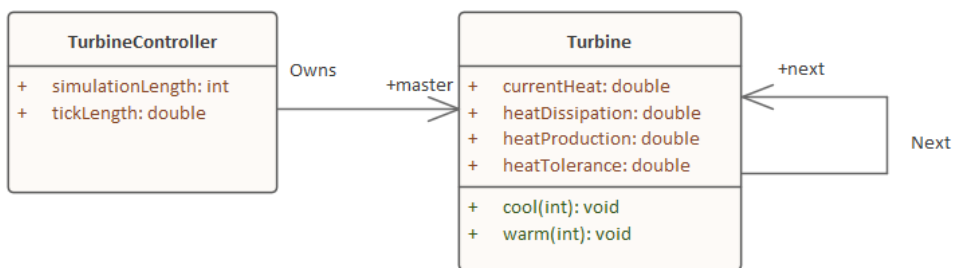 TurbineController
+ simulationLength: int
+ tickLength: double
Owns
+master
Turbine
+ currentHeat: double
+ heatDissipation: double
+ heatProduction: double
+ heatTolerance: double
+ cool(int): void
+ warm(int): void
+next
Next